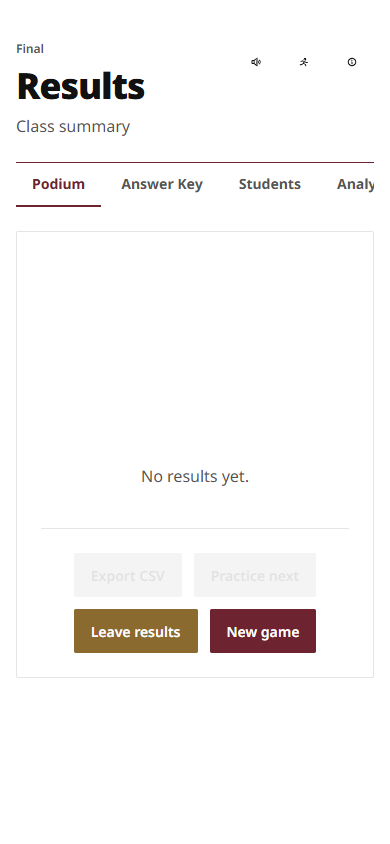 Final
Results
Class summary
Podium Answer Key Students Analy
No results yet.
Export CSV Practice next
Leave results New game